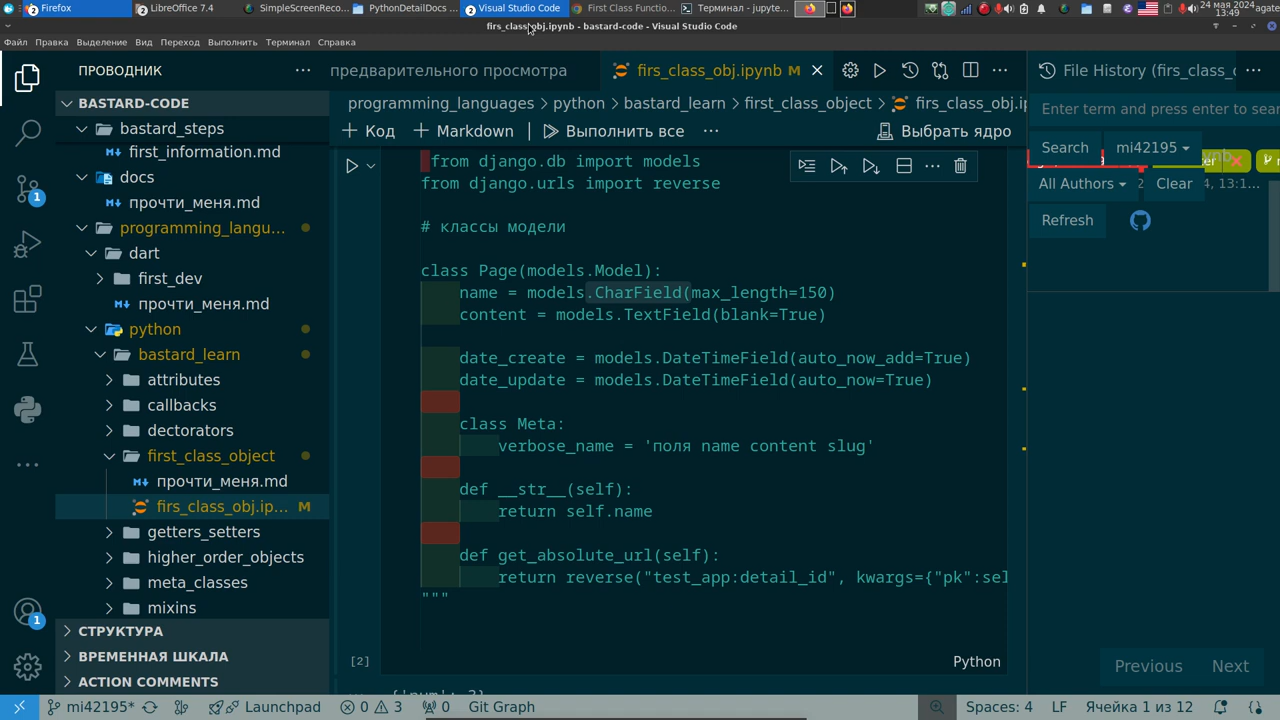 Firefox
LibreOffice 7.4
SimpleScreenReco...
PythonDetailDocs ...
Visual Studio Code
First Class Functio...
Терминал - jupyte...
24 мая 2024
13:49
firs_class_obj.ipynb - bastard-code - Visual Studio Code
Файл Правка Выделение Вид Переход Выполнить Терминал Справка
ПРОВОДНИК
предварительного просмотра
firs_class_obj.ipynb M
File History (firs_class_
BASTARD-CODE
programming_languages > python > bastard_learn > first_class_object > firs_class_obj.i
Enter term and press enter to sear
bastard_steps
Код
Markdown
Выполнить все
Выбрать ядро
first_information.md
Search
mi42195
docs
All Authors
Clear
4, 13:1...
прочти_меня.md
Refresh
programming_langu...
dart
first_dev
прочти_меня.md
python
bastard_learn
attributes
callbacks
dectorators
first_class_object
прочти_меня.md
firs_class_obj.ip... M
getters_setters
higher_order_objects
meta_classes
mixins
СТРУКТУРА
ВРЕМЕННАЯ ШКАЛА
ACTION COMMENTS
from django.db import models
from django.urls import reverse
# классы модели
class Page(models.Model):
name = models.CharField(max_length=150)
content = models.TextField(blank=True)
date_create = models.DateTimeField(auto_now_add=True)
date_update = models.DateTimeField(auto_now=True)
class Meta:
verbose_name = 'поля name content slug'
def __str__(self):
return self.name
def get_absolute_url(self):
return reverse("test_app:detail_id", kwargs={"pk":sel
"""
[2]
Python
Previous
Next
mi42195*
Launchpad
0
3
0
Git Graph
Spaces: 4
LF
Ячейка 1 из 12